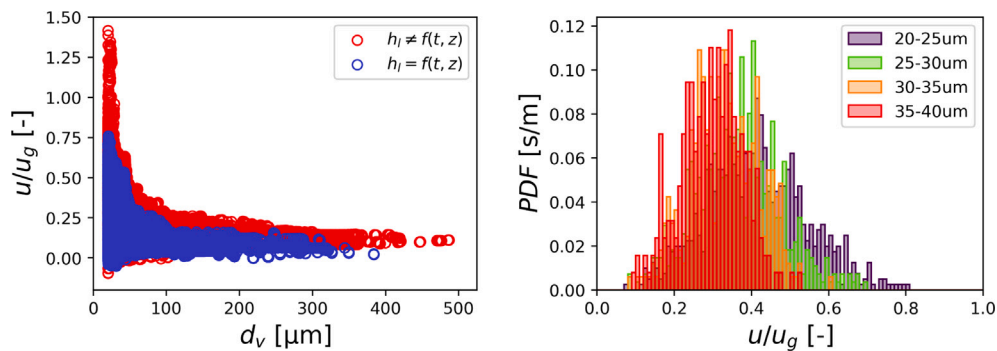 1.50
1.25
1.00
0.75
0.50
0.25
0.00
u/u_g [-]
0 100 200 300 400 500
d_v [µm]
h_l ≠ f(t, z)
h_l = f(t, z)
0.12
0.10
0.08
0.06
0.04
0.02
0.00
PDF [s/m]
0.0 0.2 0.4 0.6 0.8 1.0
u/u_g [-]
20-25um
25-30um
30-35um
35-40um